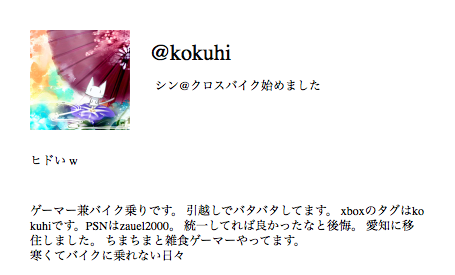 @kokuhi
シン@クロスバイク始めました
ヒドい w
ゲーマー兼バイク乗りです。 引越しでバタバタしてます。 xboxのタグはko
kuhiです。PSNはzauel2000。 統一してれば良かったなと後悔。 愛知に移
住しました。 ちまちまと雑食ゲーマーやってます。
寒くてバイクに乗れない日々